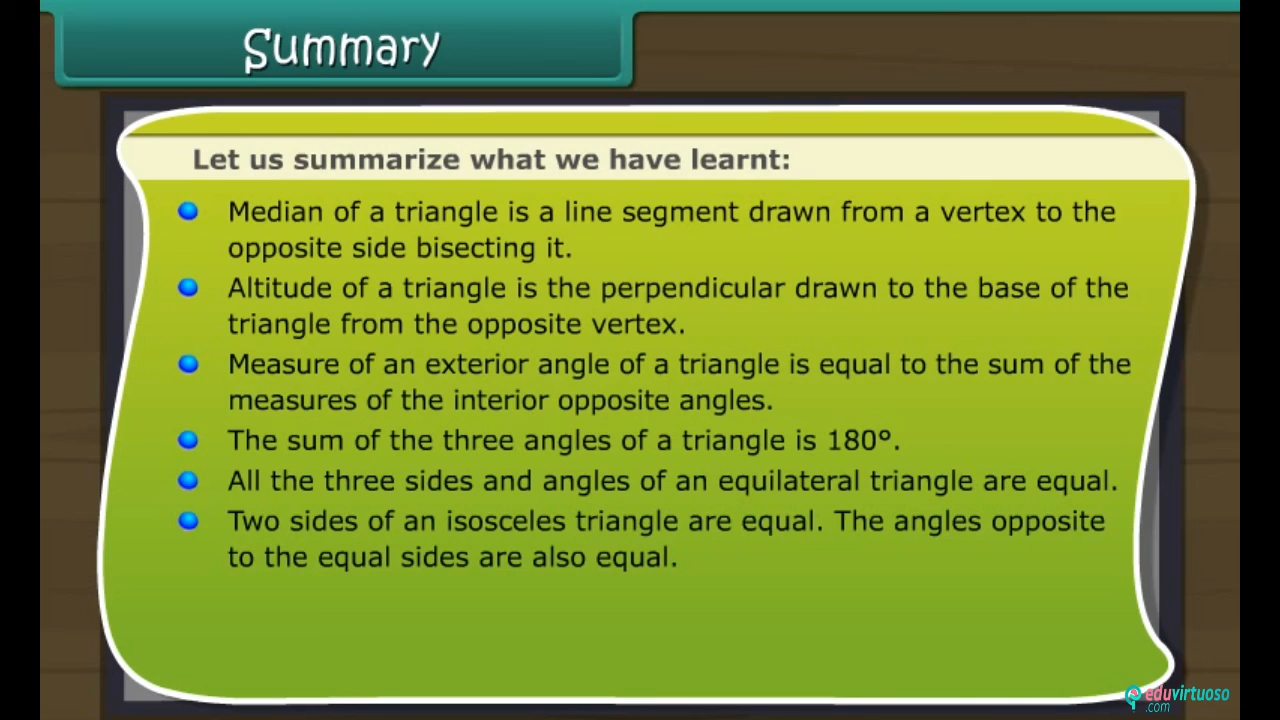 Summary
Let us summarize what we have learnt:
Median of a triangle is a line segment drawn from a vertex to the
opposite side bisecting it.
Altitude of a triangle is the perpendicular drawn to the base of the
triangle from the opposite vertex.
Measure of an exterior angle of a triangle is equal to the sum of the
measures of the interior opposite angles.
The sum of the three angles of a triangle is 180°.
All the three sides and angles of an equilateral triangle are equal.
Two sides of an isosceles triangle are equal. The angles opposite
to the equal sides are also equal.
eduvirtuoso
.com